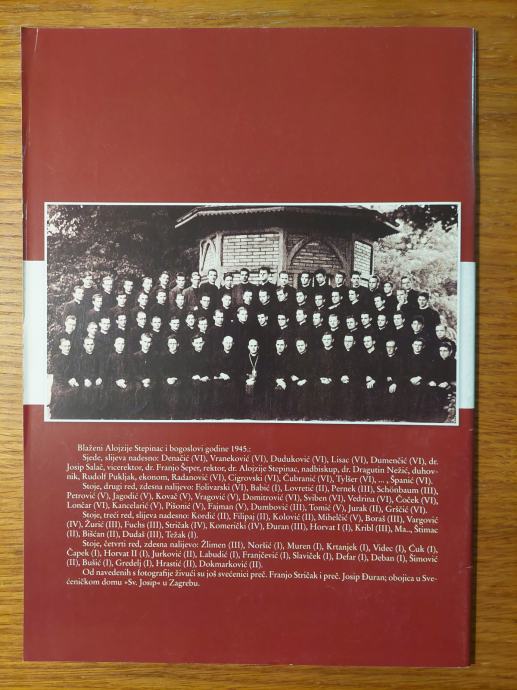 Blaženi Alojzije Stepinac i bogoslovi godine 1945.:
Sjede, slijeva nadesno: Denačić (VI), Vraneković (VI), Duduković (VI), Lisac (VI), Dumenčić (VI), dr.
Josip Salač, vicerektor, dr. Franjo Šeper, rektor, dr. Alojzije Stepinac, nadbiskup, dr. Dragutin Nežić, duhov-
nik, Rudolf Pukljak, ekonom, Radanović (VI), Cigrovski (VI), Čubranić (VI), Tylšer (VI), ... , Španić (VI).
Stoje, drugi red, zdesna nalijevo: Folivarski (VI), Babić (I), Lovretić (II), Pernek (III), Schönbaum (III),
Petrović (V), Jagodić (V), Kovač (V), Vragović (V), Domitrović (VI), Sviben (VI), Vedrina (VI), Čoček (VI),
Lončar (VI), Kancelarić (V), Pišonić (V), Fajman (V), Dumbović (III), Tomić (V), Jurak (II), Grščić (VI).
Stoje, treći red, slijeva nadesno: Kordić (II), Filipaj (II), Kolović (II), Mihelčić (V), Boraš (III), Vargović
(IV), Žurić (III), Fuchs (III), Stričak (IV), Komerički (IV), Đuran (III), Horvat I (V), Kribl (III), Ma.., Štimac
(II), Bišćan (II), Dudaš (III), Težak (I).
Stoje, četvrti red, zdesna nalijevo: Žlimen (III), Noršić (I), Muren (I), Krtanjek (I), Videc (I), Čuk (I),
Čapek (I), Horvat II (I), Jurković (II), Labudić (I), Franjčević (I), Slaviček (I), Defar (I), Deban (I), Šimović
(II), Bušić (I), Gredelj (I), Hrastić (II), Dokmarković (II).
Od navedenih s fotografije živući su još svećenici preč. Franjo Stričak i preč. Josip Đuran; obojica u Sve-
ćeničkom domu »Sv. Josip« u Zagrebu.